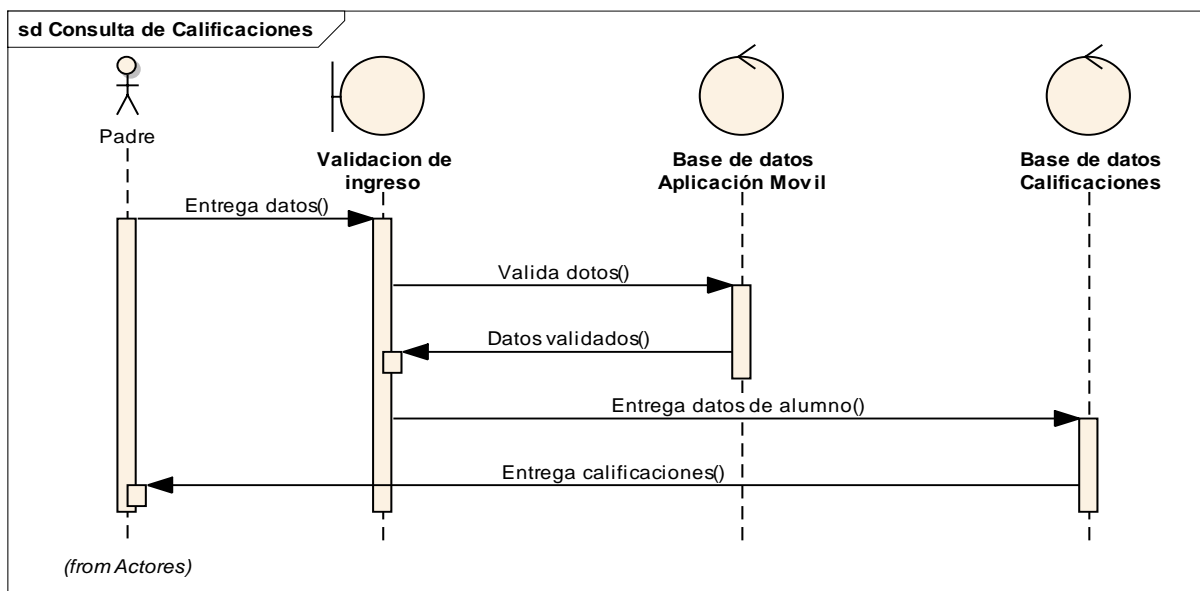 sd Consulta de Calificaciones
Padre
Validacion de
ingreso
Base de datos
Aplicación Movil
Base de datos
Calificaciones
Entrega datos()
Valida dotos()
Datos validados()
Entrega datos de alumno()
Entrega calificaciones()
(from Actores)